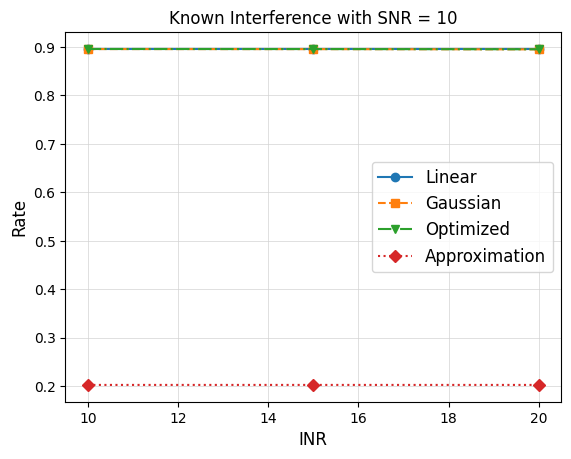 Known Interference with SNR = 10
0.9
0.8
0.7
0.6
0.5
0.4
0.3
0.2
Rate
Linear
Gaussian
Optimized
Approximation
10
12
14
16
18
20
INR